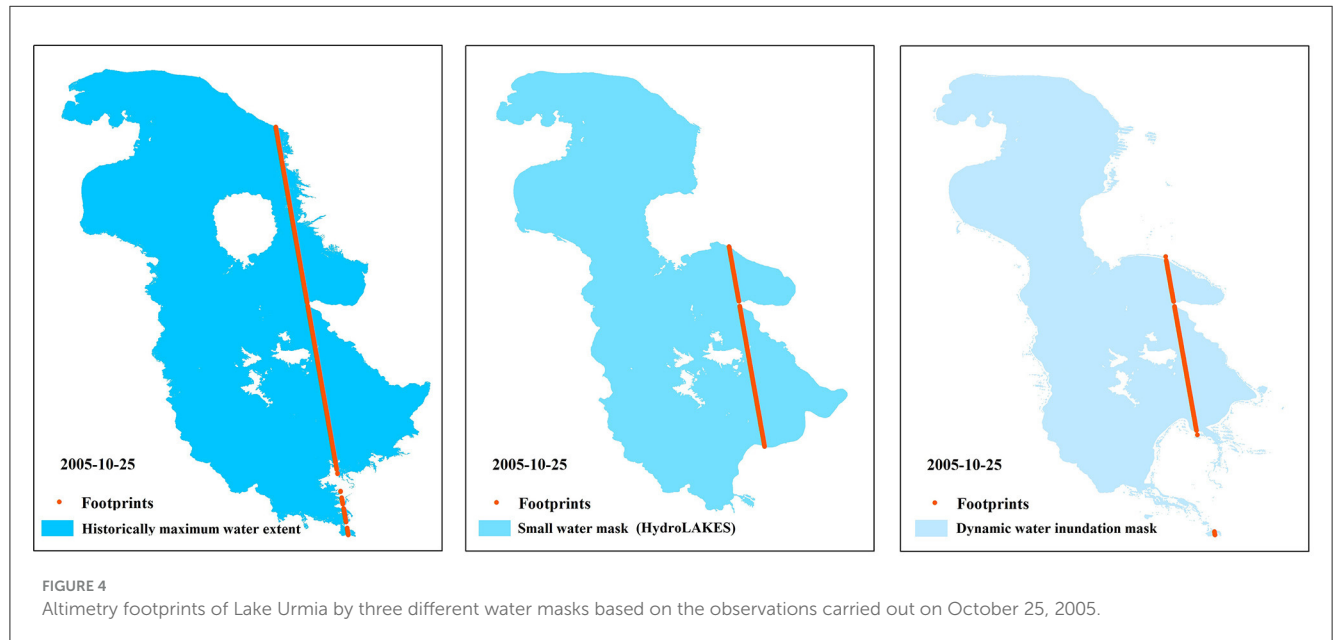 2005-10-25
Footprints
Historically maximum water extent
2005-10-25
Footprints
Small water mask (HydroLAKES)
2005-10-25
Footprints
Dynamic water inundation mask
FIGURE 4
Altimetry footprints of Lake Urmia by three different water masks based on the observations carried out on October 25, 2005.